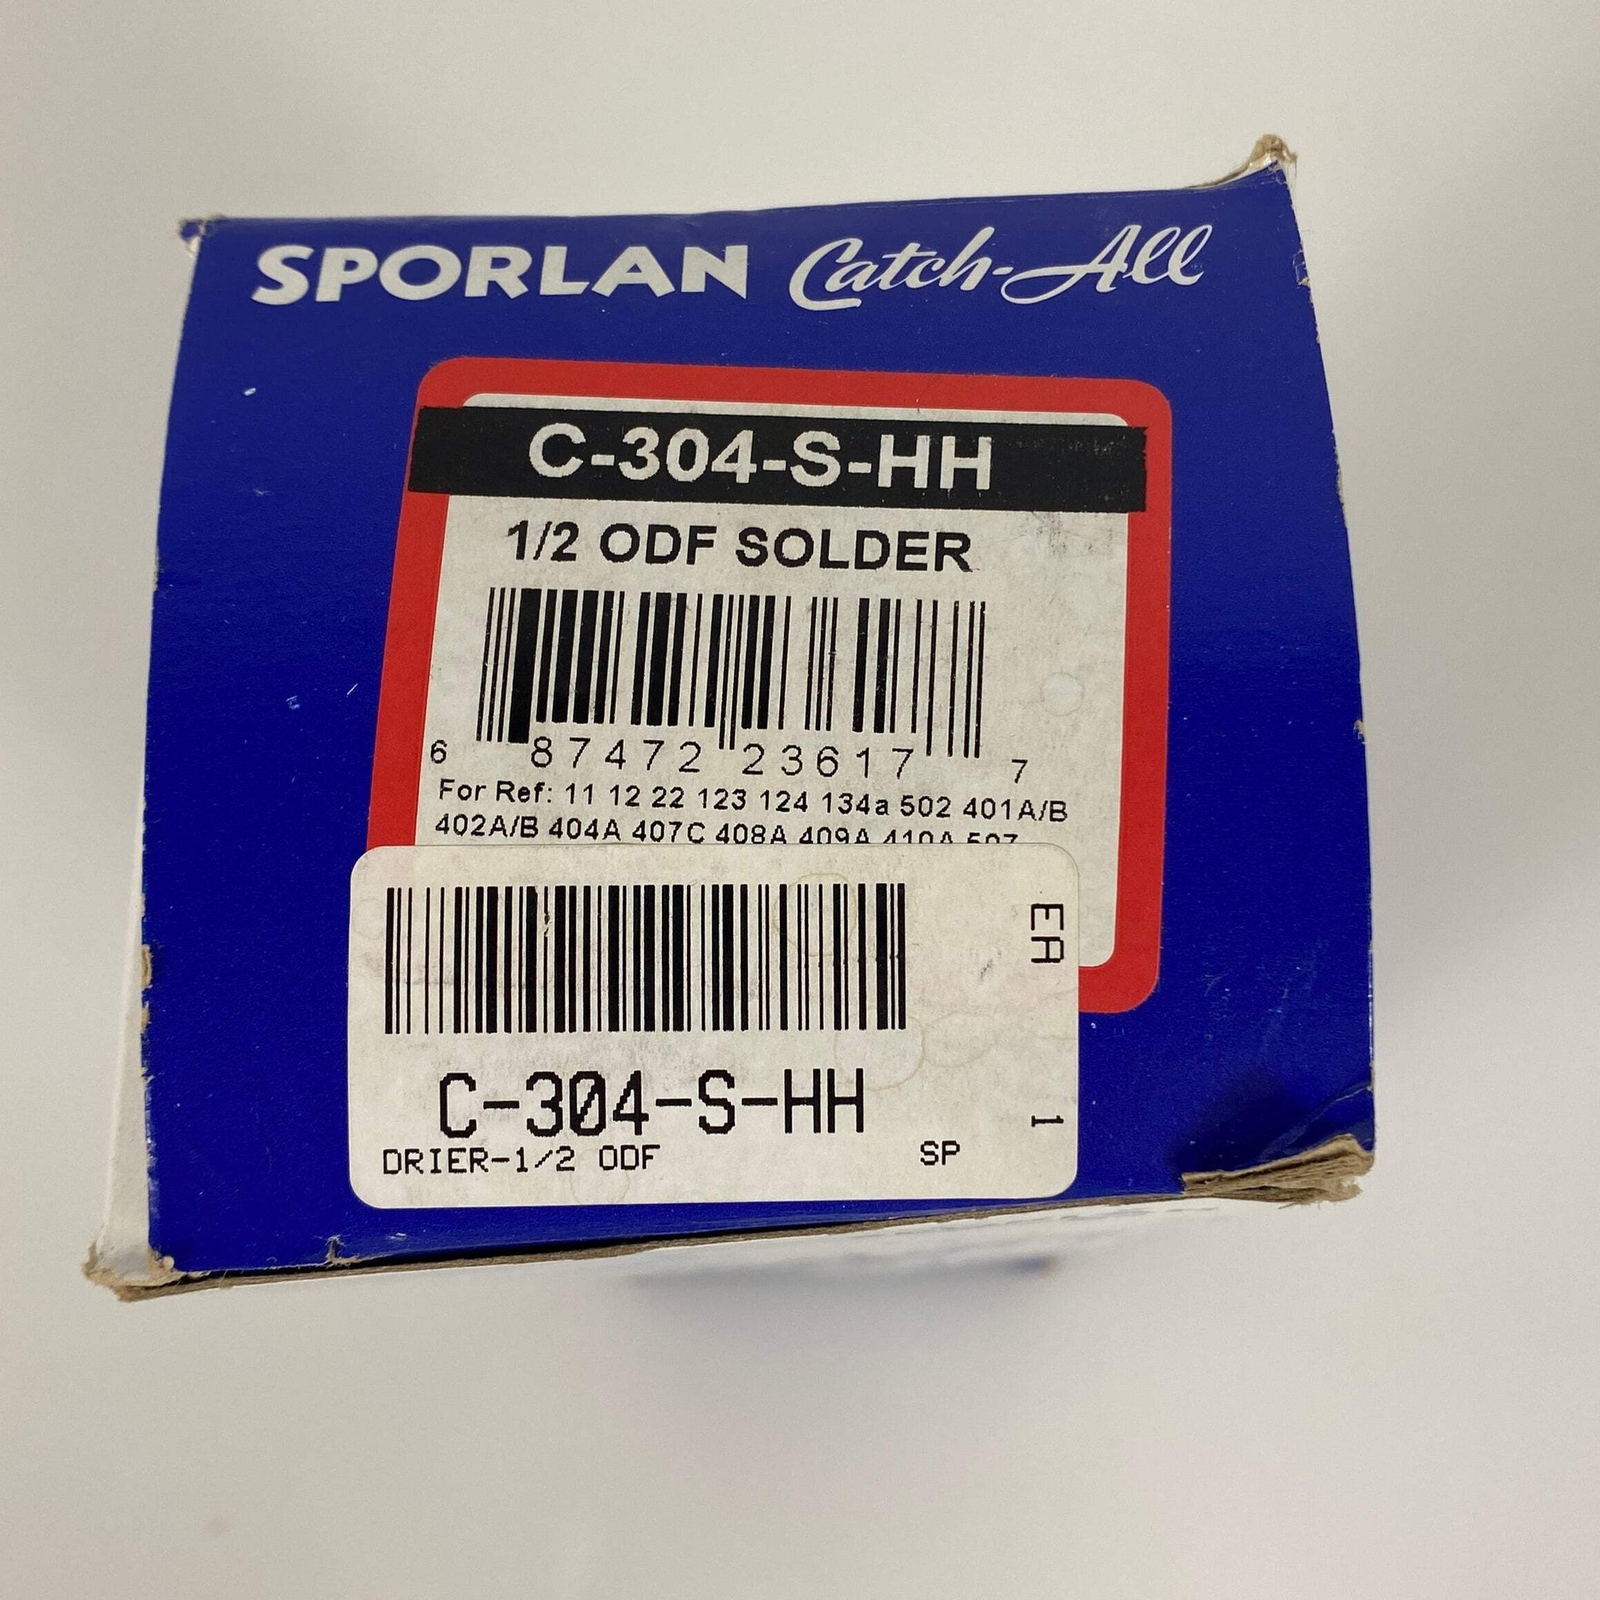 SPORLAN Catch-All
C-304-S-HH
1/2 ODF SOLDER
6 87472 23617 7
For Ref: 11 12 22 123 124 134a 502 401A/B
402A/B 404A 407C 408A 409A 410A 507
EA
C-304-S-HH
1
DRIER-1/2 ODF SP